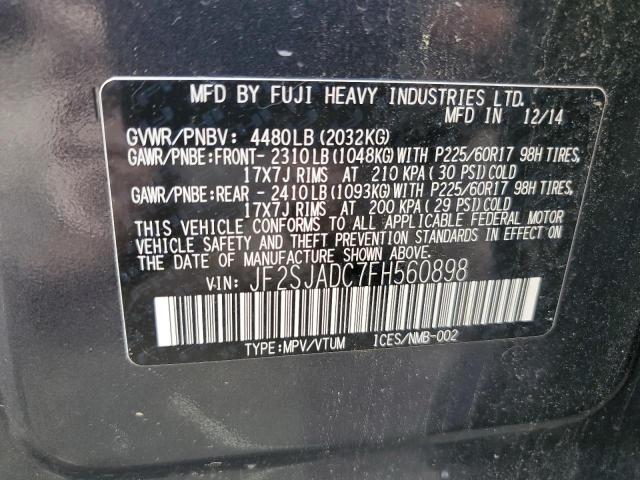 MFD BY FUJI HEAVY INDUSTRIES LTD.
MFD IN 12/14
GVWR/PNBV: 4480LB(2032KG)
GAWR/PNBE:FRONT- 2310LB(1048KG)WITH P225/60R17 98H TIRES,
17X7J RIMS AT 210 KPA(30 PSI)COLD
GAWR/PNBE:REAR - 2410LB(1093KG)WITH P225/60R17 98H TIRES,
17X7J RIMS AT 200 KPA(29 PSI)COLD
THIS VEHICLE CONFORMS TO ALL APPLICABLE FEDERAL MOTOR
VEHICLE SAFETY AND THEFT PREVENTION STANDARDS IN EFFECT ON
THE DATE OF MANUFACTURE SHOWN ABOVE.
VIN: JF2SJADC7FH560898
TYPE:MPV/VTUM ICES/NMB-002